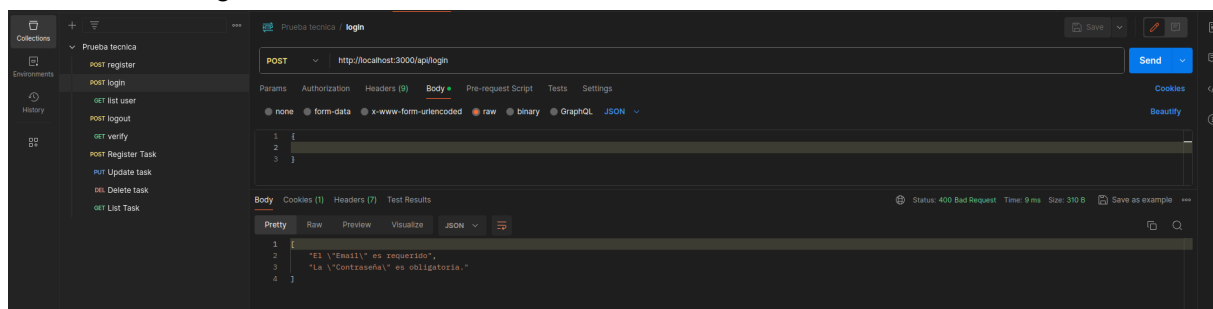 Collections
Environments
History
Prueba tecnica
POST register
POST login
GET list user
POST logout
GET verify
POST Register Task
PUT Update task
DEL Delete task
GET List Task
Prueba tecnica / login
Save
POST http://localhost:3000/api/login
Send
Params Authorization Headers (9) Body Pre-request Script Tests Settings
Cookies
none form-data x-www-form-urlencoded raw binary GraphQL JSON
Beautify
1 {
2
3 }
Body Cookies (1) Headers (7) Test Results
Status: 400 Bad Request Time: 9 ms Size: 310 B Save as example
Pretty Raw Preview Visualize JSON
1 [
2 "El \"Email\" es requerido",
3 "La \"Contraseña\" es obligatoria."
4 ]